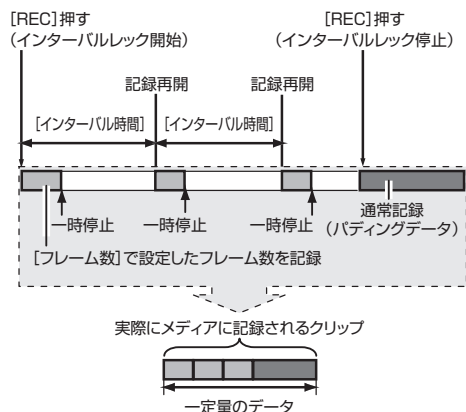 [REC]押す
(インターバルレック開始)
[REC]押す
(インターバルレック停止)
記録再開
記録再開
[インターバル時間]
[インターバル時間]
一時停止
一時停止
一時停止
通常記録
(パディングデータ)
[フレーム数]で設定したフレーム数を記録
実際にメディアに記録されるクリップ
一定量のデータ